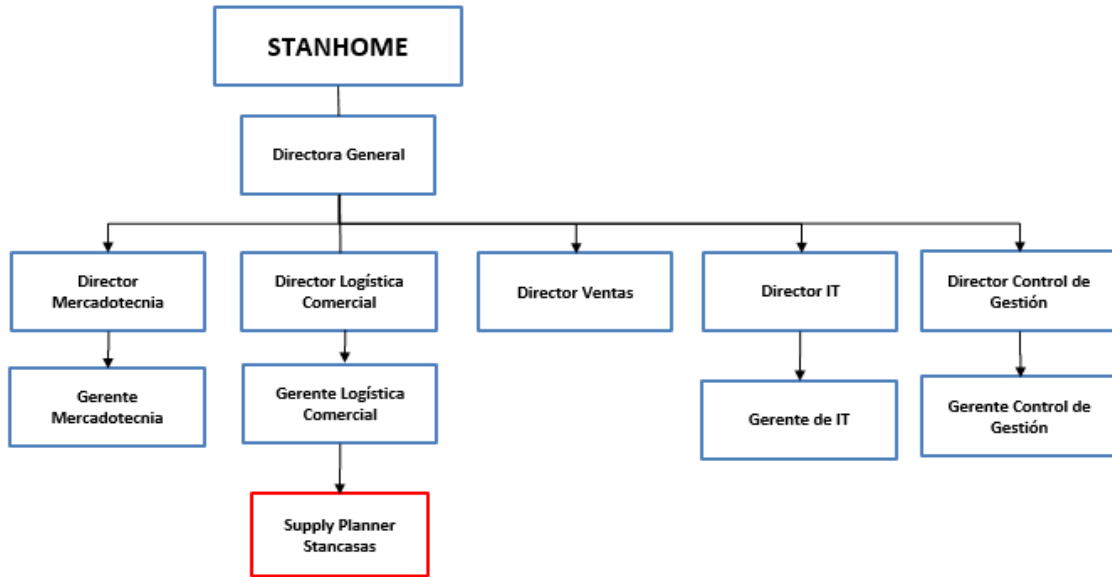 STANHOME
Directora General
Director
Mercadotecnia
Director Logística
Comercial
Director Ventas
Director IT
Director Control de
Gestión
Gerente
Mercadotecnia
Gerente Logística
Comercial
Gerente de IT
Gerente Control de
Gestión
Supply Planner
Stancasas